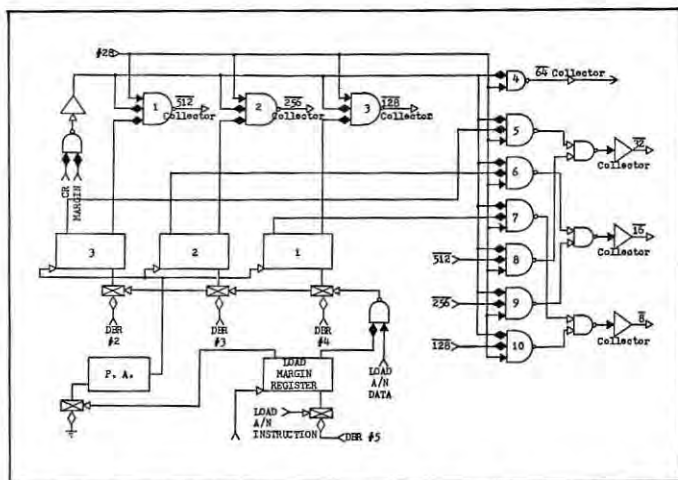 #28
4
64 Collector
1
512
Collector
2
256
Collector
3
128
Collector
5
32
Collector
6
CR
MARGIN
7
16
Collector
3
2
1
512
8
256
9
DBR
#2
DBR
#3
DBR
#4
128
10
8
Collector
P. A.
LOAD
MARGIN
REGISTER
LOAD
A/N
DATA
LOAD
A/N
INSTRUCTION
DBR #5